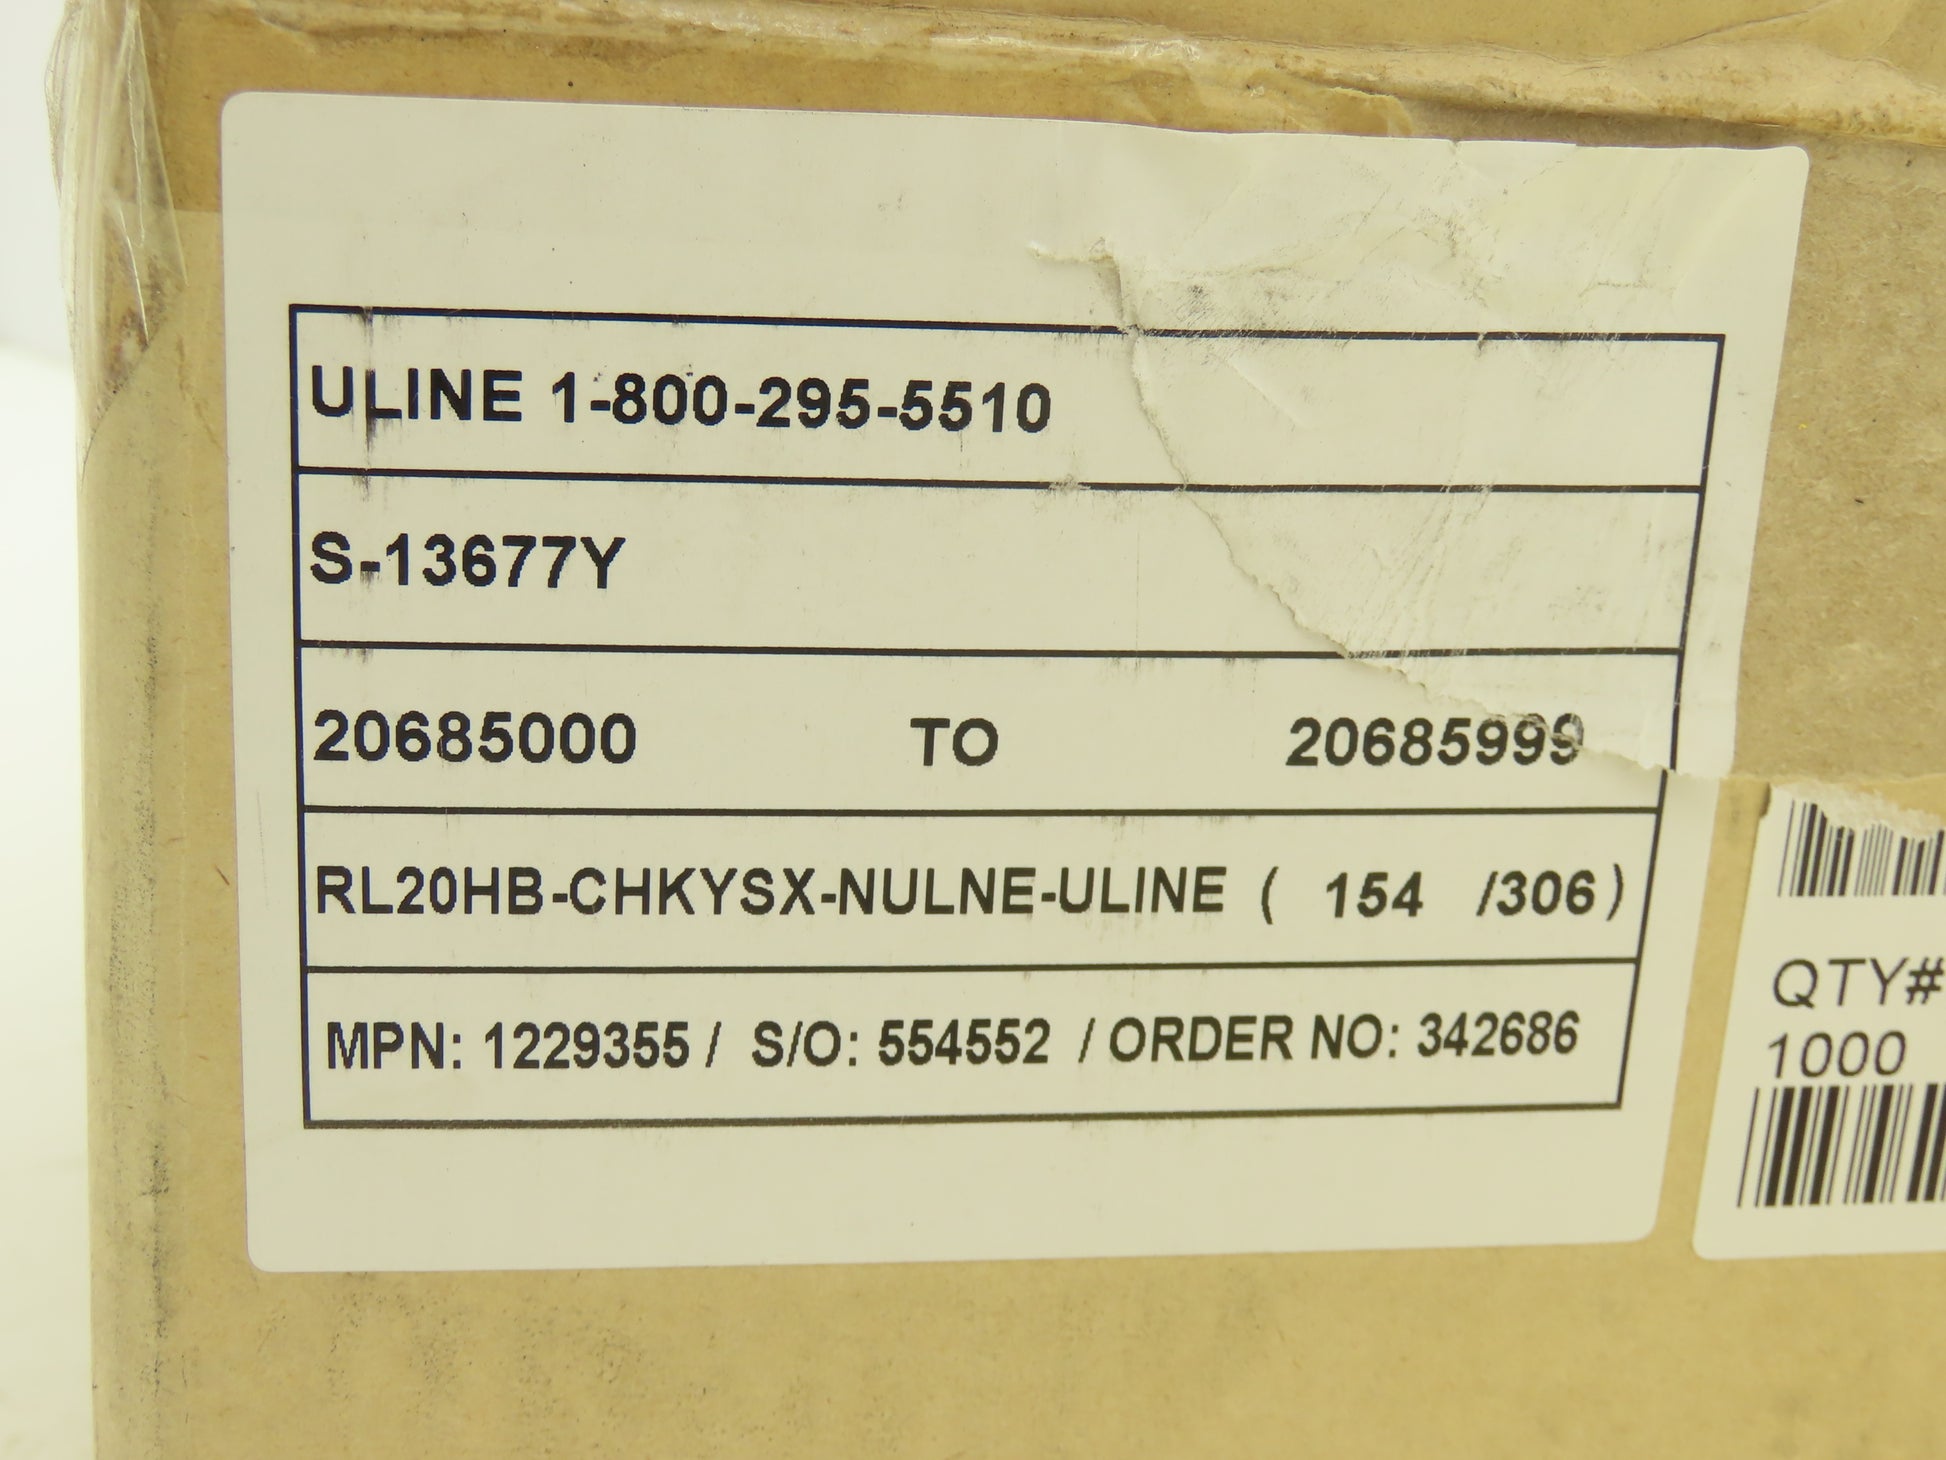 ULINE 1-800-295-5510
S-13677Y
20685000 TO 20685999
RL20HB-CHKYSX-NULNE-ULINE ( 154 /306)
MPN: 1229355 / S/O: 554552 / ORDER NO: 342686
QTY#
1000